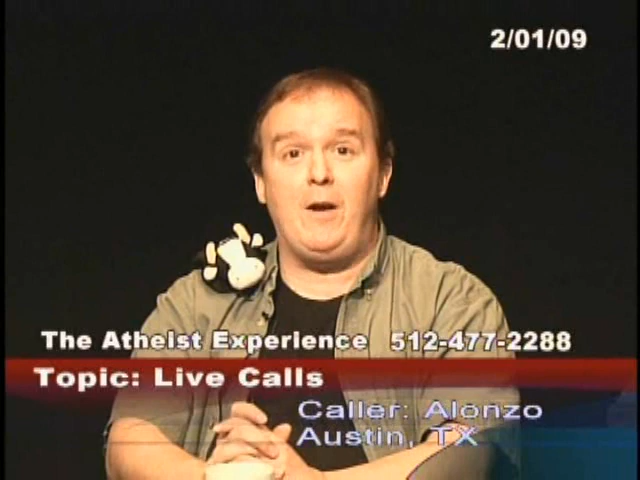 2/01/09
The Atheist Experience 512-477-2288
Topic: Live Calls
Caller: Alonzo
Austin, TX